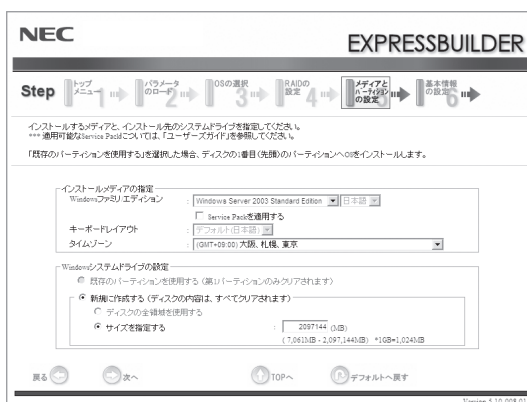 NEC
EXPRESSBUILDER
Step
トップメニュー 1
パラメータのロード 2
OSの選択 3
RAIDの設定 4
メディアとパーティションの設定
基本情報の設定 6
インストールするメディアと、インストール先のシステムドライブを指定してください。
*** 適用可能なService Packについては、「ユーザーズガイド」を参照してください。
「既存のパーティションを使用する」を選択した場合、ディスクの1番目(先頭)のパーティションへOSをインストールします。
インストールメディアの指定
Windowsファミリ/エディション : Windows Server 2003 Standard Edition 日本語
Service Packを適用する
キーボードレイアウト : デフォルト(日本語)
タイムゾーン : (GMT+09:00) 大阪、札幌、東京
Windowsシステムドライブの設定
既存のパーティションを使用する (第1パーティションのみクリアされます)
新規に作成する (ディスクの内容は、すべてクリアされます)
ディスクの全領域を使用する
サイズを指定する : 2097144 (MB)
( 7,061MB - 2,097,144MB) *1GB=1,024MB
戻る 次へ TOPへ デフォルトへ戻す